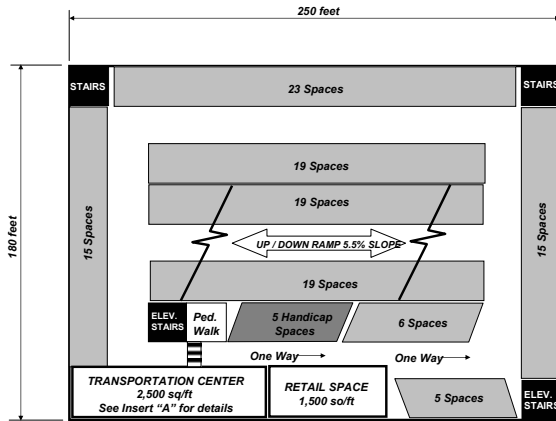 250 feet
STAIRS
23 Spaces
STAIRS
180 feet
15 Spaces
19 Spaces
19 Spaces
15 Spaces
UP / DOWN RAMP 5.5% SLOPE
19 Spaces
ELEV.
STAIRS
Ped.
Walk
5 Handicap
Spaces
6 Spaces
One Way
One Way
TRANSPORTATION CENTER
2,500 sq/ft
See Insert "A" for details
RETAIL SPACE
1,500 so/ft
5 Spaces
ELEV.
STAIRS